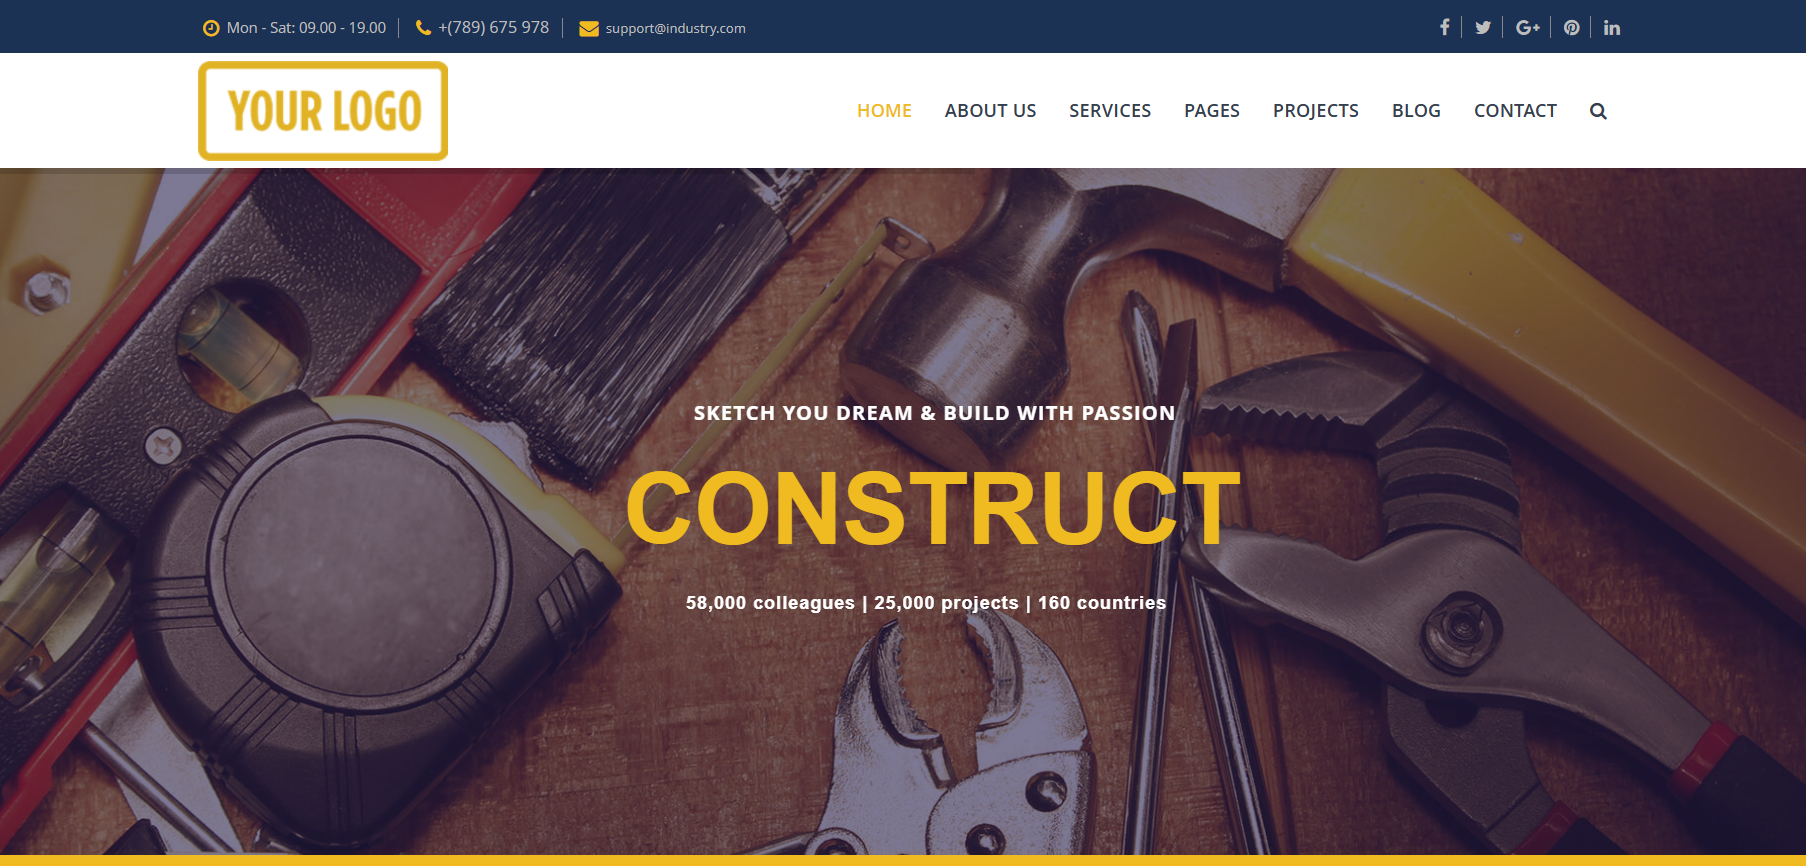 Mon - Sat: 09.00 - 19.00
+(789) 675 978
support@industry.com
YOUR LOGO
HOME
ABOUT US
SERVICES
PAGES
PROJECTS
BLOG
CONTACT
SKETCH YOU DREAM & BUILD WITH PASSION
CONSTRUCT
58,000 colleagues | 25,000 projects | 160 countries